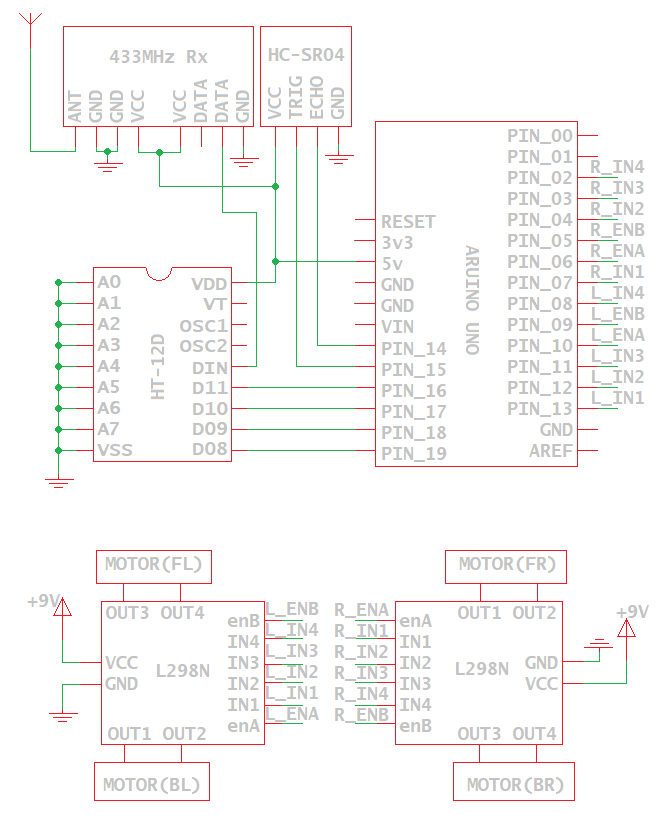 433MHz Rx
HC-SR04
ANT
GND
GND
VCC
VCC
DATA
DATA
GND
VCC
TRIG
ECHO
GND
PIN_00
PIN_01
PIN_02
R_IN4
PIN_03
R_IN3
PIN_04
R_IN2
PIN_05
R_ENB
PIN_06
R_ENA
PIN_07
R_IN1
PIN_08
L_IN4
PIN_09
L_ENB
PIN_10
L_ENA
PIN_11
L_IN3
PIN_12
L_IN2
PIN_13
L_IN1
GND
AREF
RESET
3v3
5v
GND
GND
VIN
PIN_14
PIN_15
PIN_16
PIN_17
PIN_18
PIN_19
ARUINO UNO
A0
A1
A2
A3
A4
A5
A6
A7
VSS
HT-12D
VDD
VT
OSC1
OSC2
DIN
D11
D10
D09
D08
MOTOR(FL)
+9V
OUT3 OUT4
VCC
GND
L298N
enB
IN4
IN3
IN2
IN1
enA
L_ENB
L_IN4
L_IN3
L_IN2
L_IN1
L_ENA
OUT1 OUT2
MOTOR(BL)
MOTOR(FR)
OUT1 OUT2
R_ENA
R_IN1
R_IN2
R_IN3
R_IN4
R_ENB
enA
IN1
IN2
IN3
IN4
enB
L298N
GND
VCC
+9V
OUT3 OUT4
MOTOR(BR)